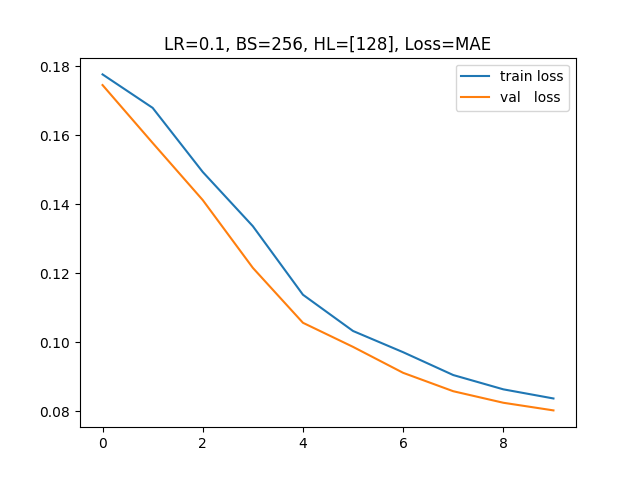 LR=0.1, BS=256, HL=[128], Loss=MAE
train loss
val   loss
0.18
0.16
0.14
0.12
0.10
0.08
0 2 4 6 8